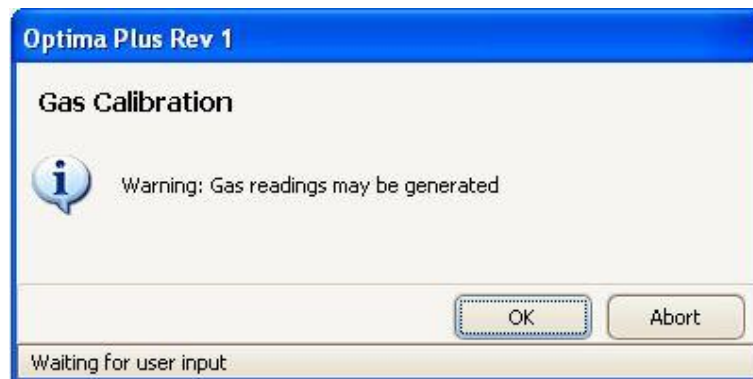 Optima Plus Rev 1
Gas Calibration
Warning: Gas readings may be generated
OK
Abort
Waiting for user input